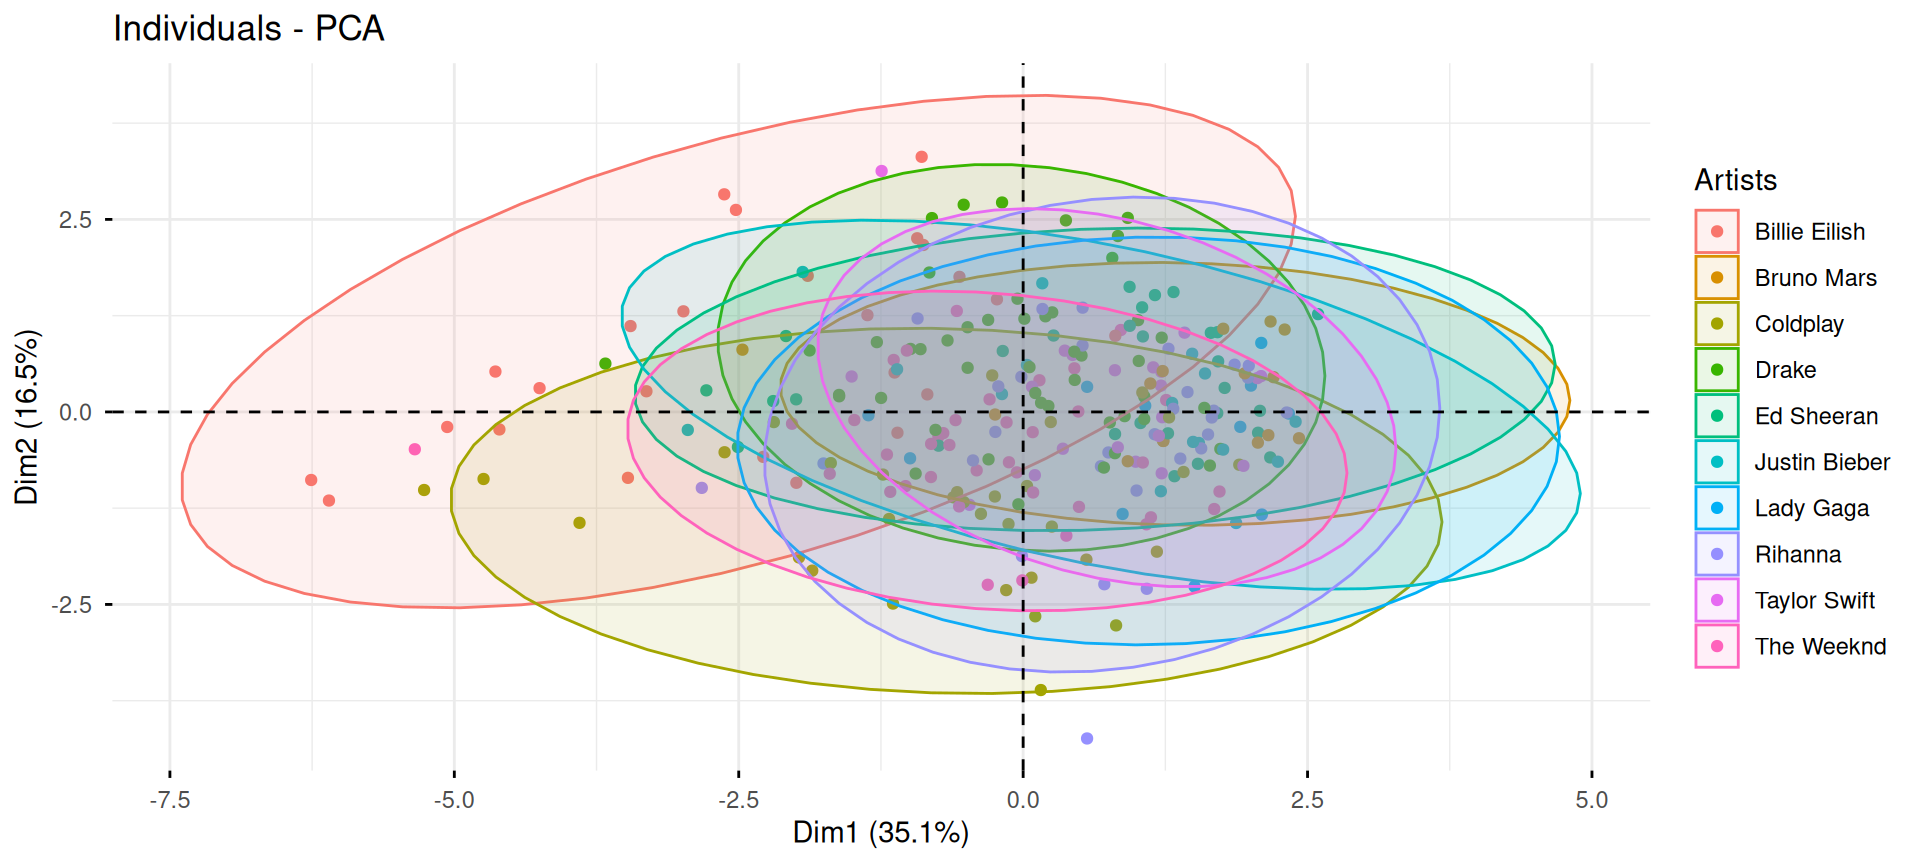 Individuals - PCA
Dim2 (16.5%)
2.5
0.0
-2.5
-7.5
-5.0
-2.5
0.0
2.5
5.0
Dim1 (35.1%)
Artists
Billie Eilish
Bruno Mars
Coldplay
Drake
Ed Sheeran
Justin Bieber
Lady Gaga
Rihanna
Taylor Swift
The Weeknd